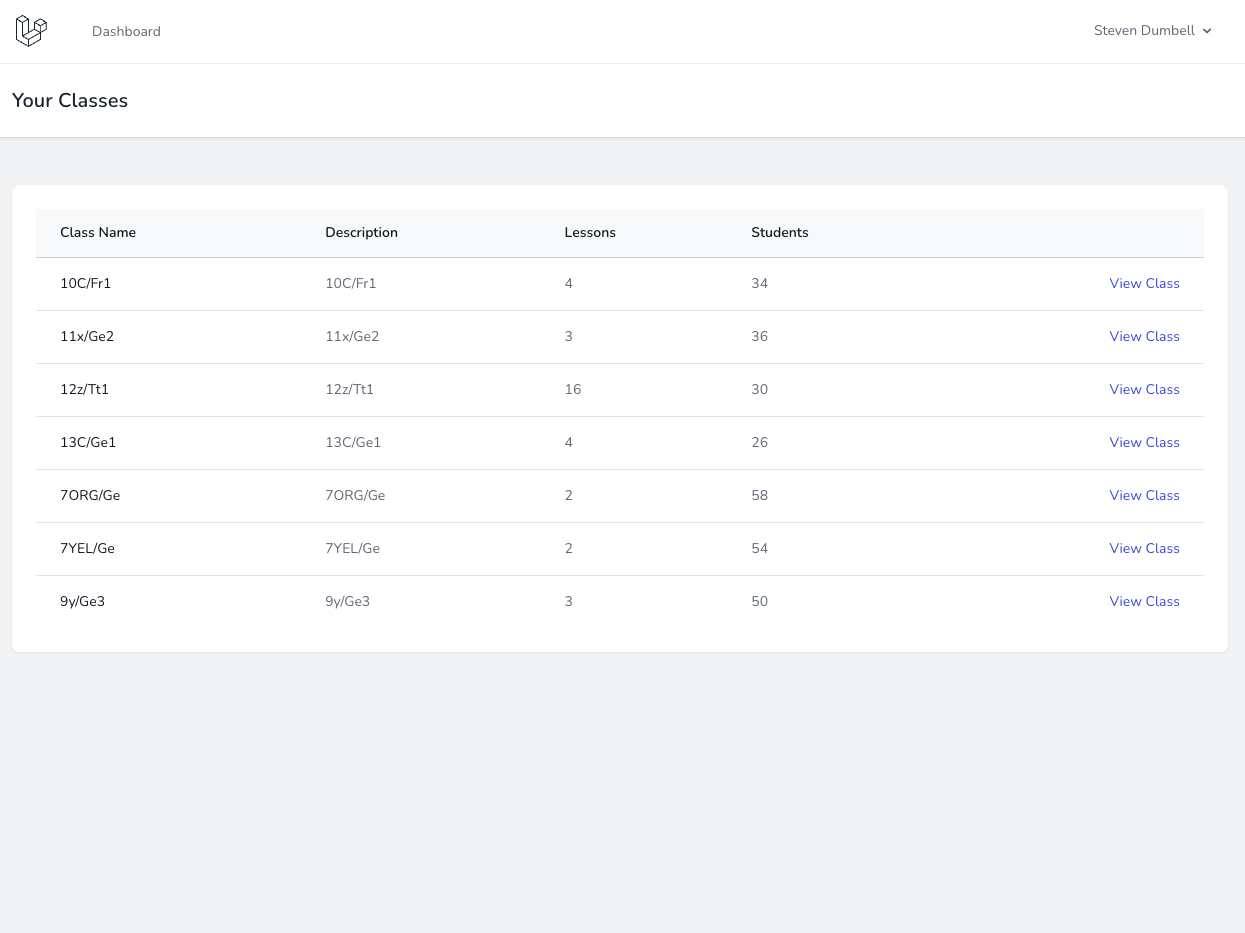 Dashboard
Steven Dumbell
Your Classes
Class Name Description Lessons Students
10C/Fr1 10C/Fr1 4 34 View Class
11x/Ge2 11x/Ge2 3 36 View Class
12z/Tt1 12z/Tt1 16 30 View Class
13C/Ge1 13C/Ge1 4 26 View Class
7ORG/Ge 7ORG/Ge 2 58 View Class
7YEL/Ge 7YEL/Ge 2 54 View Class
9y/Ge3 9y/Ge3 3 50 View Class